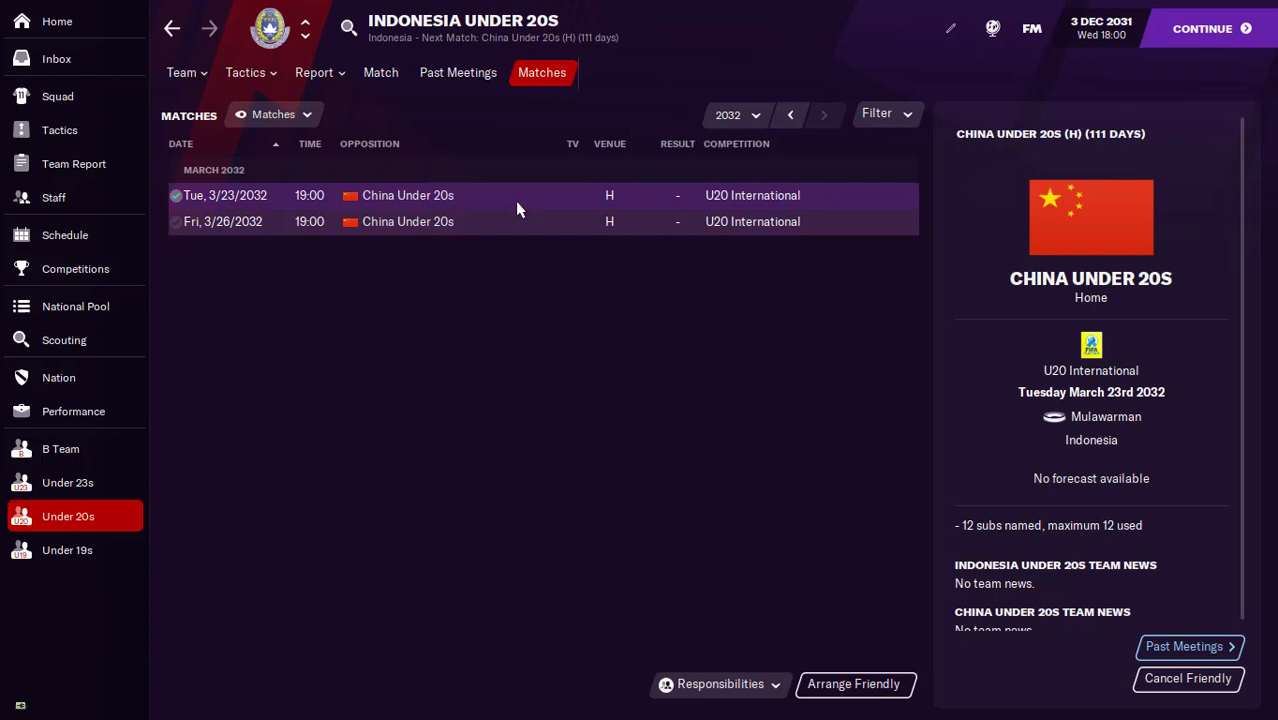 Home
Inbox
Squad
Tactics
Team Report
Staff
Schedule
Competitions
National Pool
Scouting
Nation
Performance
B Team
Under 23s
Under 20s
Under 19s
INDONESIA UNDER 20S
Indonesia - Next Match: China Under 20s (H) (111 days)
FM
3 DEC 2031
Wed 18:00
CONTINUE
Team
Tactics
Report
Match
Past Meetings
Matches
MATCHES
Matches
2032
Filter
DATE TIME OPPOSITION TV VENUE RESULT COMPETITION
MARCH 2032
Tue, 3/23/2032 19:00 China Under 20s H - U20 International
Fri, 3/26/2032 19:00 China Under 20s H - U20 International
Responsibilities
Arrange Friendly
CHINA UNDER 20S (H) (111 DAYS)
CHINA UNDER 20S
Home
FIFA
U20 International
Tuesday March 23rd 2032
Mulawarman
Indonesia
No forecast available
- 12 subs named, maximum 12 used
INDONESIA UNDER 20S TEAM NEWS
No team news.
CHINA UNDER 20S TEAM NEWS
No team news.
Past Meetings
Cancel Friendly